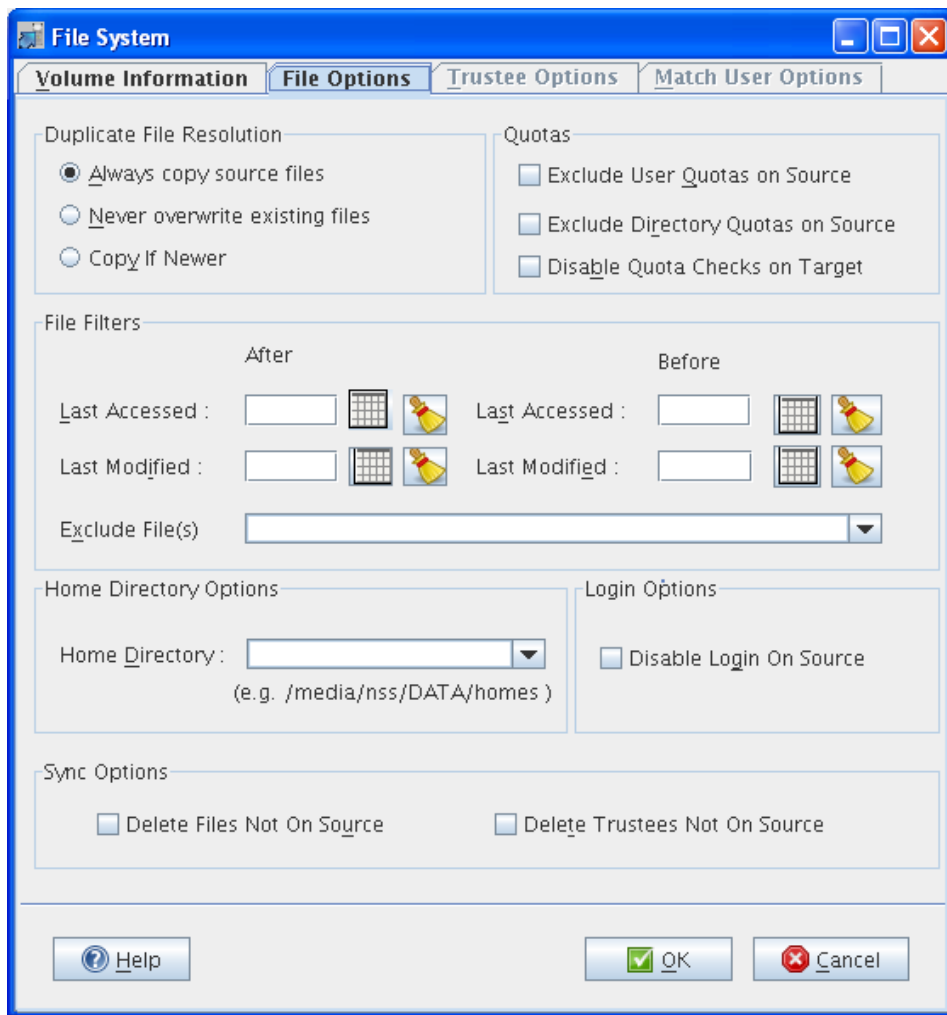 File System
Volume Information File Options Trustee Options Match User Options
Duplicate File Resolution
Always copy source files
Never overwrite existing files
Copy If Newer
Quotas
Exclude User Quotas on Source
Exclude Directory Quotas on Source
Disable Quota Checks on Target
File Filters
After
Before
Last Accessed :
Last Accessed :
Last Modified :
Last Modified :
Exclude File(s)
Home Directory Options
Home Directory :
(e.g. /media/nss/DATA/homes )
Login Options
Disable Login On Source
Sync Options
Delete Files Not On Source
Delete Trustees Not On Source
Help
OK
Cancel